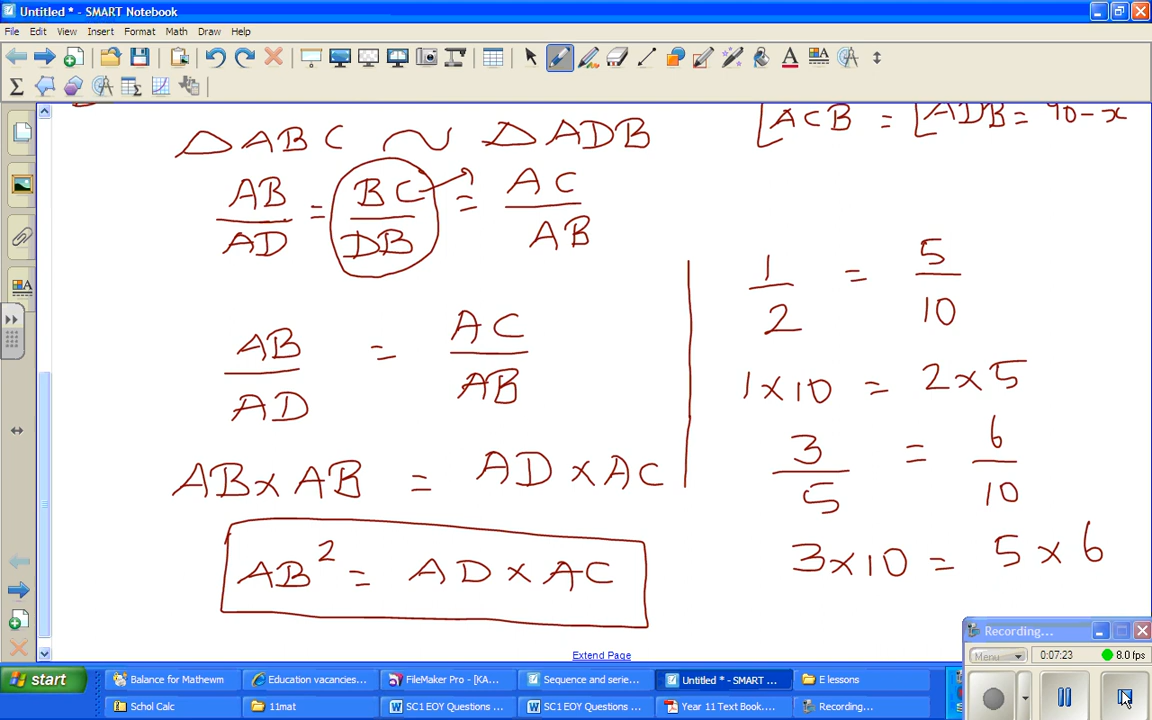 Untitled * - SMART Notebook
File Edit View Insert Format Math Draw Help
∠ACB = ∠ADB = 90-x
△ABC ~ △ADB
AB/AD = BC/DB = AC/AB
AB/AD = AC/AB
AB×AB = AD×AC
AB² = AD×AC
1/2 = 5/10
1×10 = 2×5
3/5 = 6/10
3×10 = 5×6
Extend Page
Recording...
Menu 0:07:23 8.0 fps
start Balance for Mathewm Education vacancies... FileMaker Pro - [KA... Sequence and serie... Untitled * - SMART ... E lessons
Schol Calc 11mat SC1 EOY Questions ... SC1 EOY Questions ... Year 11 Text Book.... Recording...